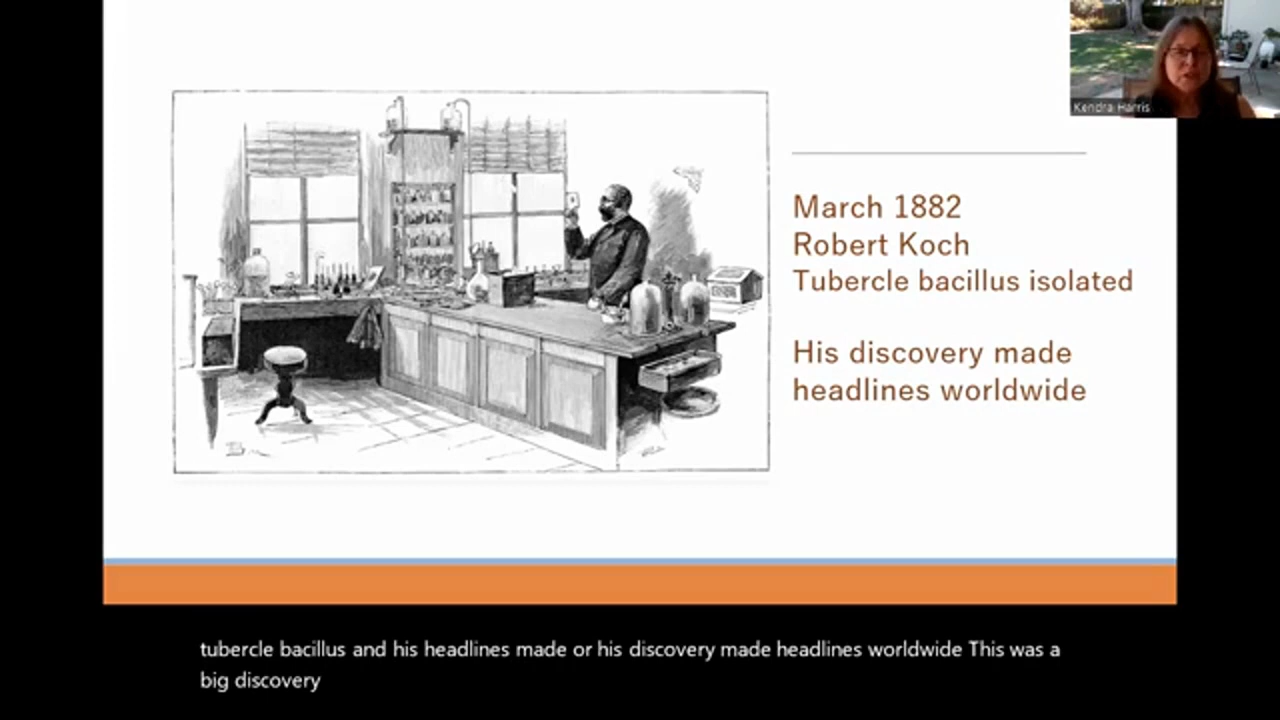 Kendra Harris
March 1882
Robert Koch
Tubercle bacillus isolated
His discovery made
headlines worldwide
tubercle bacillus and his headlines made or his discovery made headlines worldwide This was a
big discovery